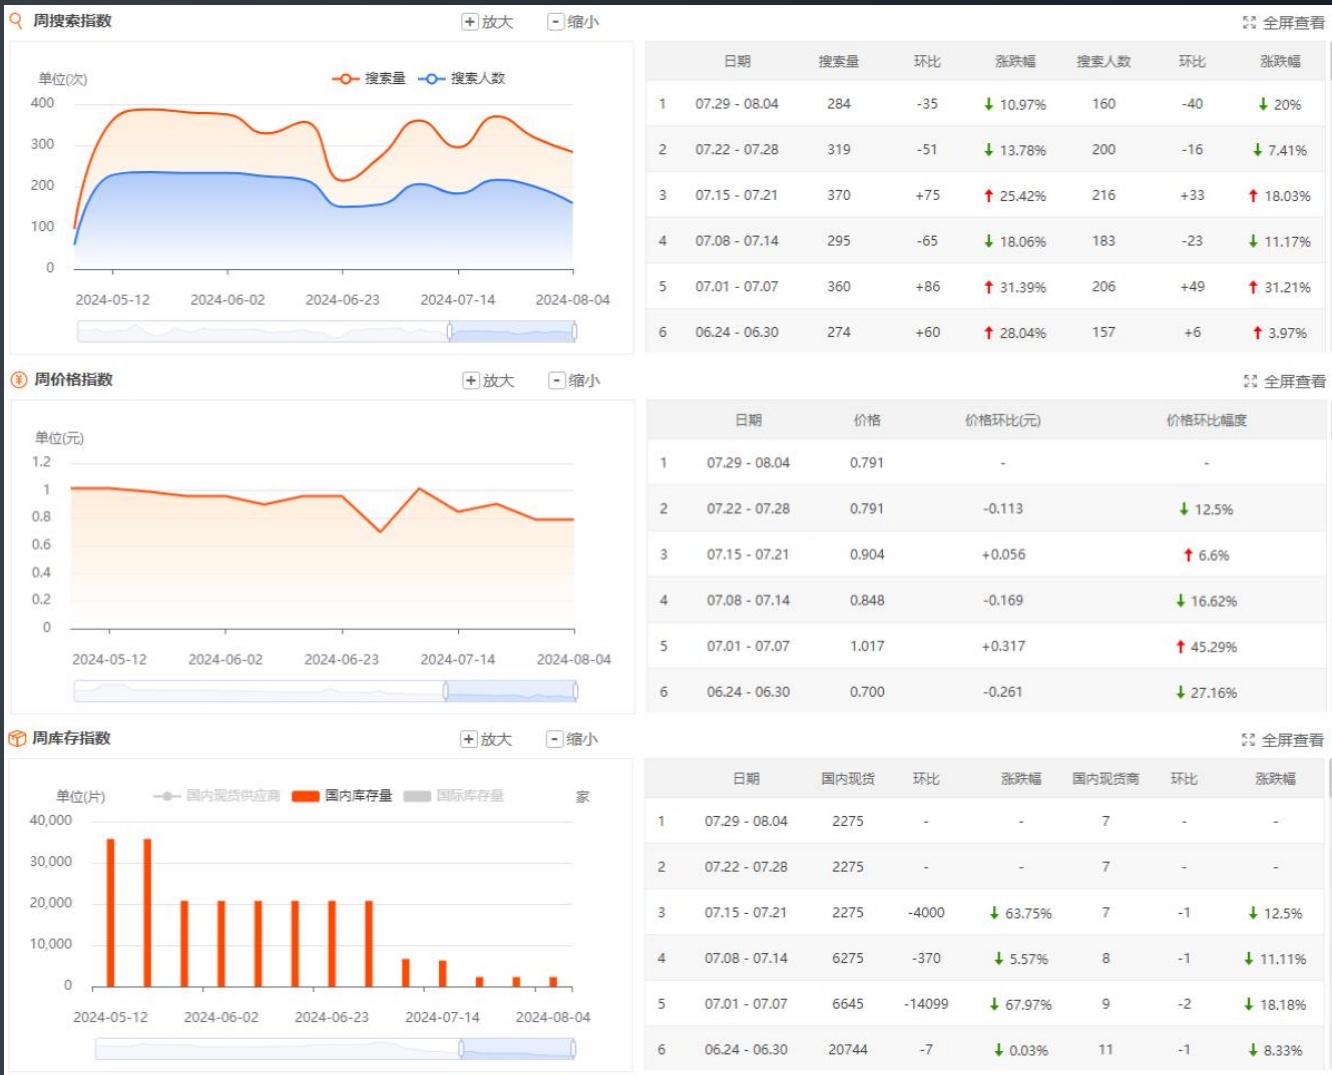 周搜索指数 + 放大 - 缩小 全屏查看
单位(次) 搜索量 搜索人数
400
300
200
100
0
2024-05-12 2024-06-02 2024-06-23 2024-07-14 2024-08-04
日期 搜索量 环比 涨跌幅 搜索人数 环比 涨跌幅
1 07.29 - 08.04 284 -35 ↓ 10.97% 160 -40 ↓ 20%
2 07.22 - 07.28 319 -51 ↓ 13.78% 200 -16 ↓ 7.41%
3 07.15 - 07.21 370 +75 ↑ 25.42% 216 +33 ↑ 18.03%
4 07.08 - 07.14 295 -65 ↓ 18.06% 183 -23 ↓ 11.17%
5 07.01 - 07.07 360 +86 ↑ 31.39% 206 +49 ↑ 31.21%
6 06.24 - 06.30 274 +60 ↑ 28.04% 157 +6 ↑ 3.97%
¥ 周价格指数 + 放大 - 缩小 全屏查看
单位(元)
1.2
1
0.8
0.6
0.4
0.2
0
2024-05-12 2024-06-02 2024-06-23 2024-07-14 2024-08-04
日期 价格 价格环比(元) 价格环比幅度
1 07.29 - 08.04 0.791 - -
2 07.22 - 07.28 0.791 -0.113 ↓ 12.5%
3 07.15 - 07.21 0.904 +0.056 ↑ 6.6%
4 07.08 - 07.14 0.848 -0.169 ↓ 16.62%
5 07.01 - 07.07 1.017 +0.317 ↑ 45.29%
6 06.24 - 06.30 0.700 -0.261 ↓ 27.16%
周库存指数 + 放大 - 缩小 全屏查看
单位(片) 国内现货供应商 国内库存量 国际库存量 家
40,000
30,000
20,000
10,000
0
2024-05-12 2024-06-02 2024-06-23 2024-07-14 2024-08-04
日期 国内现货 环比 涨跌幅 国内现货商 环比 涨跌幅
1 07.29 - 08.04 2275 - - 7 - -
2 07.22 - 07.28 2275 - - 7 - -
3 07.15 - 07.21 2275 -4000 ↓ 63.75% 7 -1 ↓ 12.5%
4 07.08 - 07.14 6275 -370 ↓ 5.57% 8 -1 ↓ 11.11%
5 07.01 - 07.07 6645 -14099 ↓ 67.97% 9 -2 ↓ 18.18%
6 06.24 - 06.30 20744 -7 ↓ 0.03% 11 -1 ↓ 8.33%